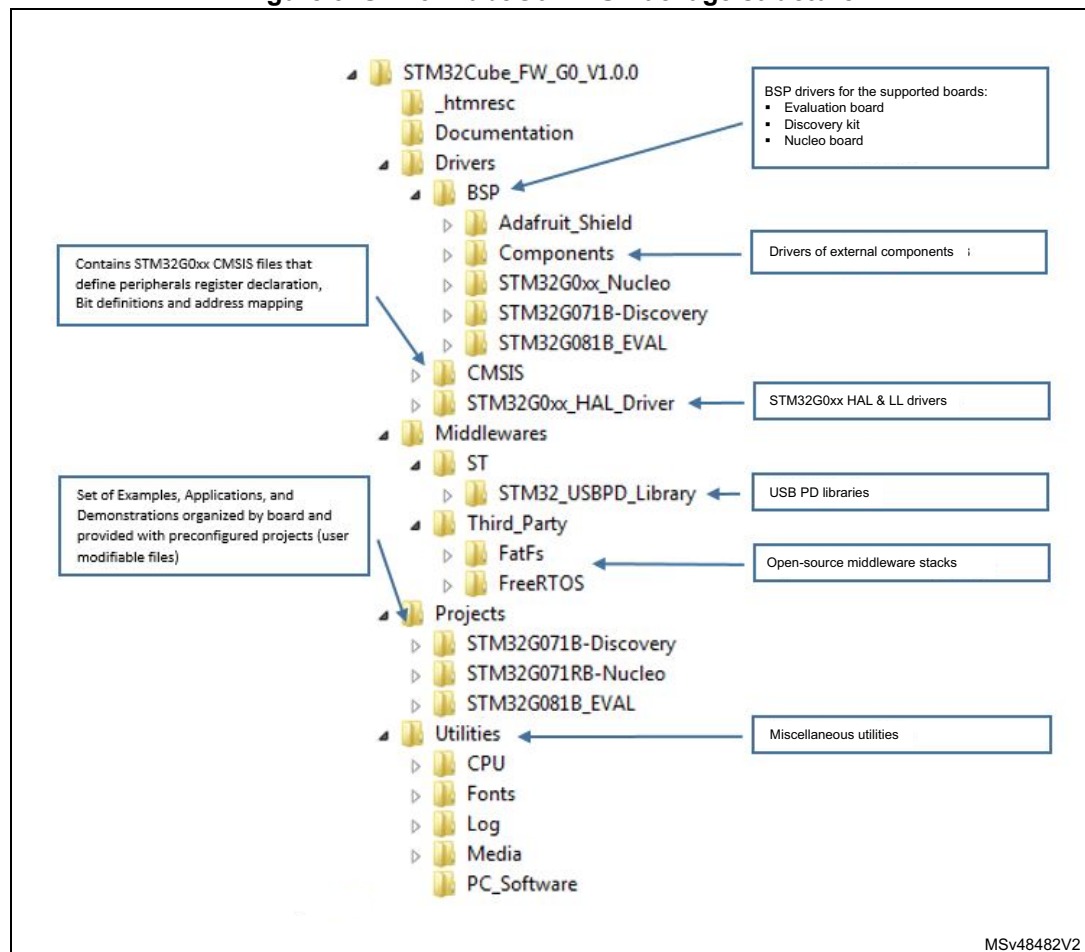 STM32Cube_FW_G0_V1.0.0
_htmresc
Documentation
Drivers
BSP
Adafruit_Shield
Components
STM32G0xx_Nucleo
STM32G071B-Discovery
STM32G081B_EVAL
CMSIS
STM32G0xx_HAL_Driver
Middlewares
ST
STM32_USBPD_Library
Third_Party
FatFs
FreeRTOS
Projects
STM32G071B-Discovery
STM32G071RB-Nucleo
STM32G081B_EVAL
Utilities
CPU
Fonts
Log
Media
PC_Software
BSP drivers for the supported boards:
▪ Evaluation board
▪ Discovery kit
▪ Nucleo board
Drivers of external components
Contains STM32G0xx CMSIS files that
define peripherals register declaration,
Bit definitions and address mapping
STM32G0xx HAL & LL drivers
USB PD libraries
Set of Examples, Applications, and
Demonstrations organized by board and
provided with preconfigured projects (user
modifiable files)
Open-source middleware stacks
Miscellaneous utilities
MSv48482V2